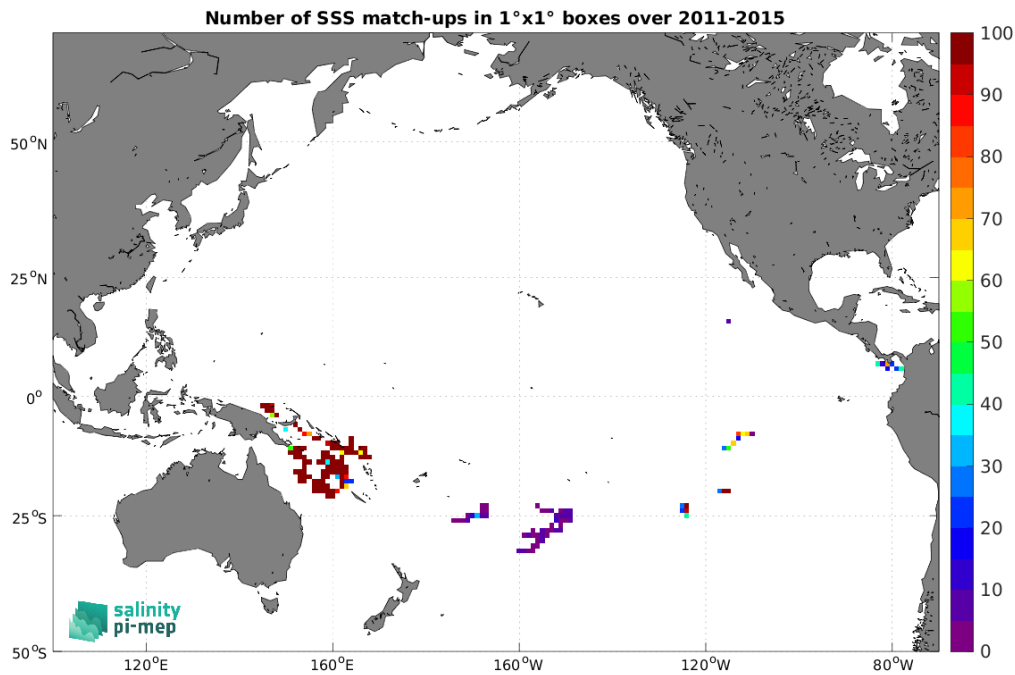 Number of SSS match-ups in 1°x1° boxes over 2011-2015
50°N
25°N
0°
25°S
50°S
120°E
160°E
160°W
120°W
80°W
100
90
80
70
60
50
40
30
20
10
0
salinity
pi-mep